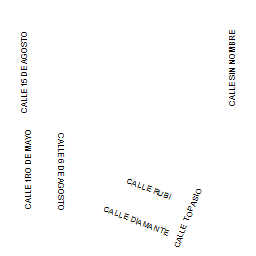 CALLE 15 DE AGOSTO
CALLE SIN NOMBRE
CALLE 1RO DE MAYO
CALLE 6 DE AGOSTO
CALLE RUBI
CALLE DIAMANTE
CALLE ToPASIO